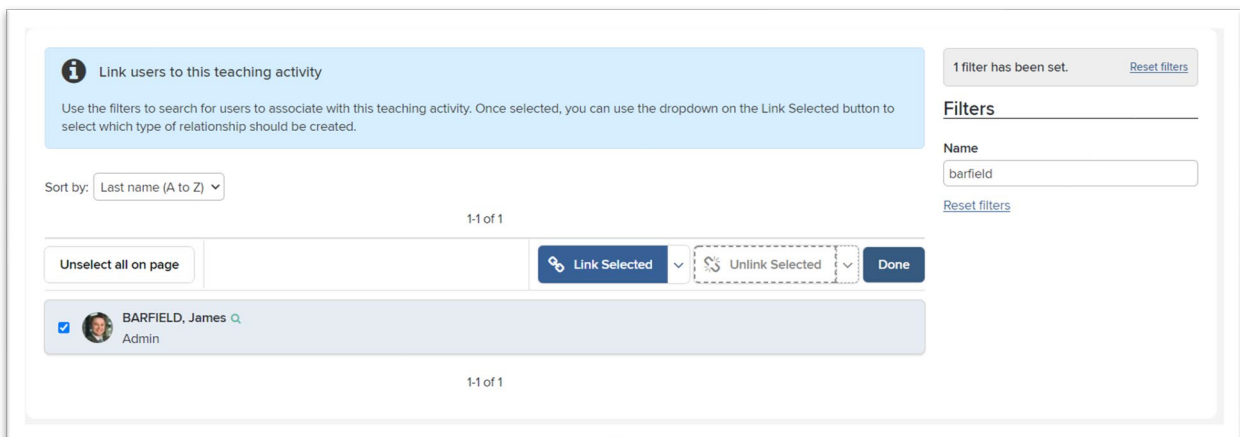 Link users to this teaching activity
Use the filters to search for users to associate with this teaching activity. Once selected, you can use the dropdown on the Link Selected button to
select which type of relationship should be created.
Sort by: Last name (A to Z)
1-1 of 1
Unselect all on page
Link Selected
Unlink Selected
Done
BARFIELD, James
Admin
1-1 of 1
1 filter has been set. Reset filters
Filters
Name
barfield
Reset filters